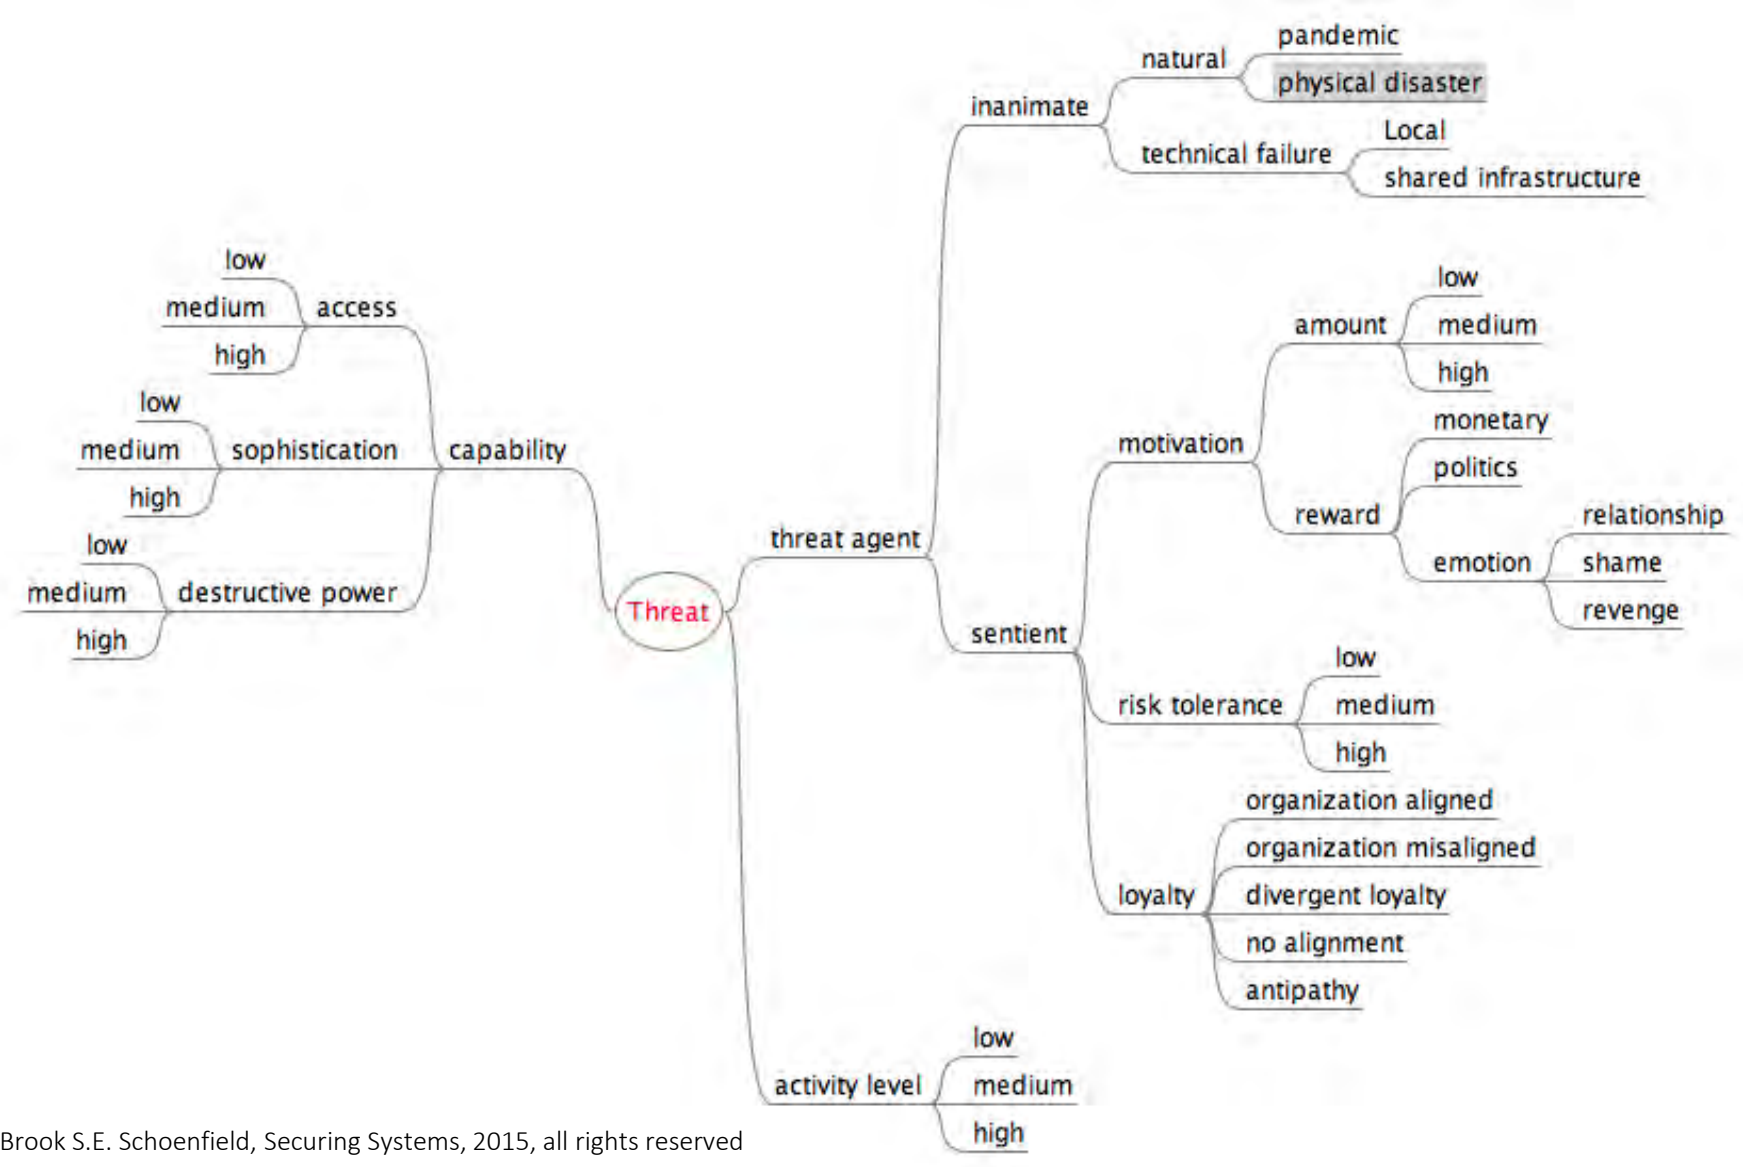 pandemic
natural
physical disaster
inanimate
Local
technical failure
shared infrastructure
low
medium
access
high
low
medium
sophistication
high
capability
low
medium
destructive power
high
Threat
threat agent
low
amount
medium
high
motivation
monetary
politics
reward
relationship
emotion
shame
revenge
sentient
low
risk tolerance
medium
high
organization aligned
organization misaligned
loyalty
divergent loyalty
no alignment
antipathy
low
activity level
medium
high
Brook S.E. Schoenfield, Securing Systems, 2015, all rights reserved